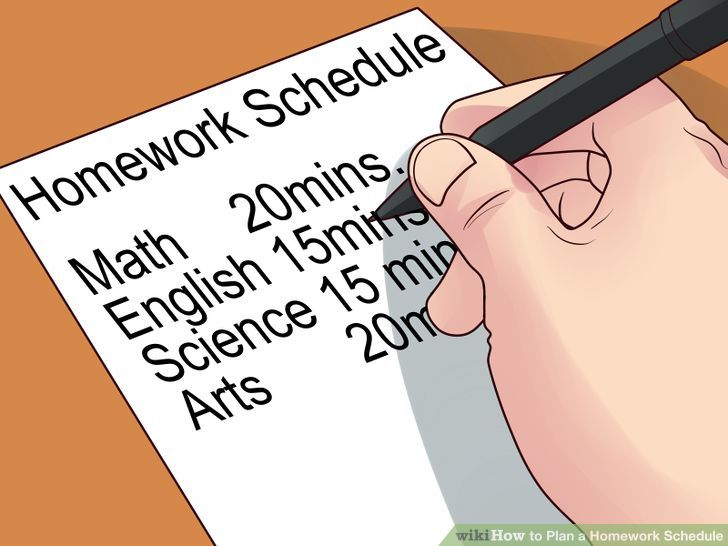 Homework Schedule
Math 20mins.
English 15mins
Science 15 min
Arts 20m
wikiHow to Plan a Homework Schedule